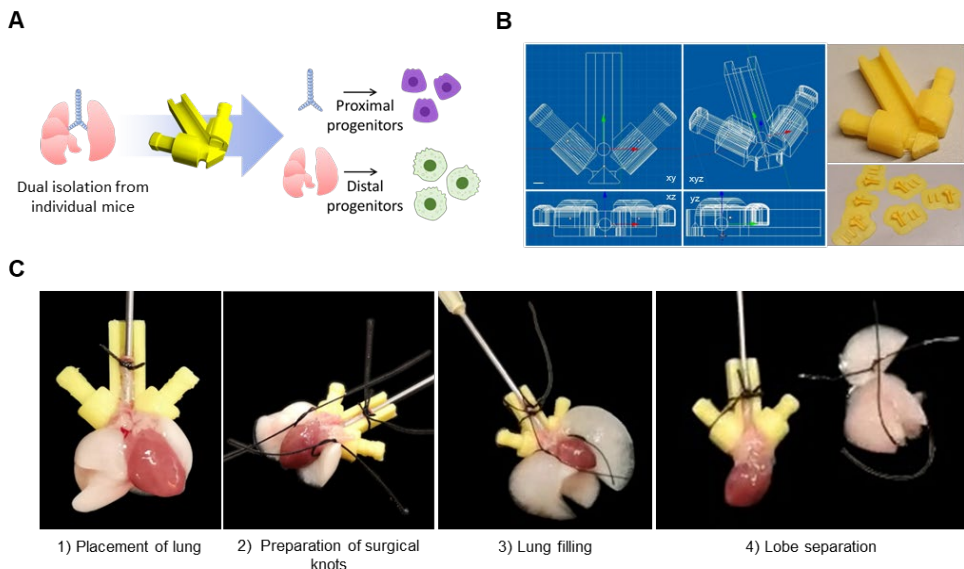 A
Dual isolation from
individual mice
Proximal
progenitors
Distal
progenitors
B
xy
xyz
xz
yz
C
1) Placement of lung
2) Preparation of surgical
knots
3) Lung filling
4) Lobe separation